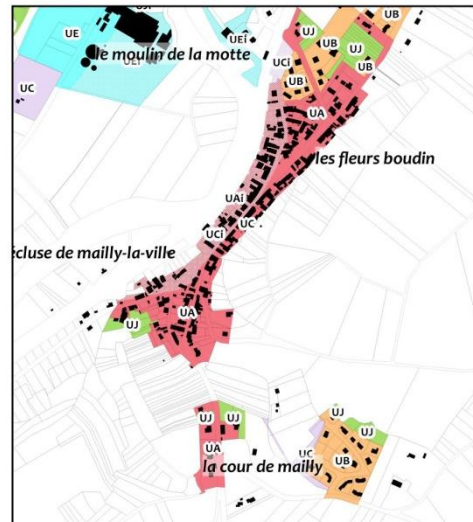 UE
UEi
UB
UJ
UJ
UB
UB
le moulin de la motte
UEi
UC
UCi
UB
UA
les fleurs boudin
UAi
UC
UCi
écluse de mailly-la-ville
UA
UJ
UJ
UJ
UJ
UJ
UA
UC
UB
la cour de mailly